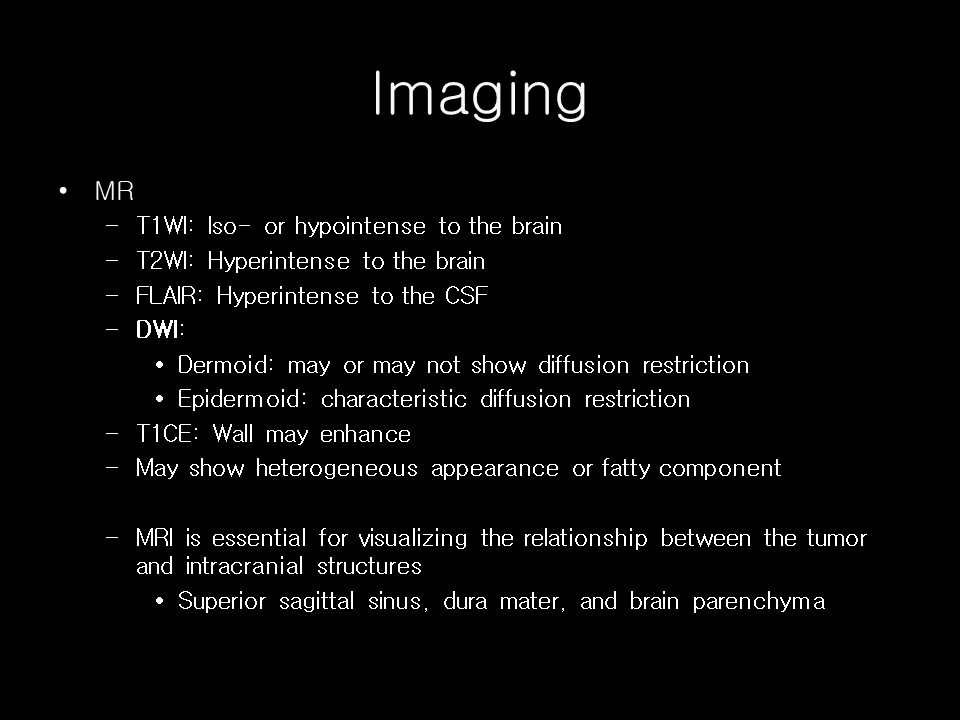 Imaging
• MR
– T1WI: Iso- or hypointense to the brain
– T2WI: Hyperintense to the brain
– FLAIR: Hyperintense to the CSF
– DWI:
• Dermoid: may or may not show diffusion restriction
• Epidermoid: characteristic diffusion restriction
– T1CE: Wall may enhance
– May show heterogeneous appearance or fatty component
– MRI is essential for visualizing the relationship between the tumor
and intracranial structures
• Superior sagittal sinus, dura mater, and brain parenchyma